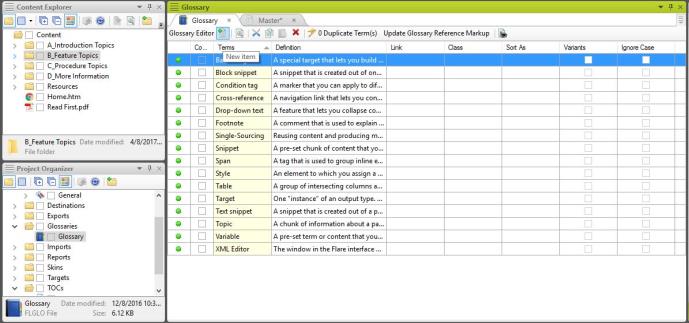 Content Explorer
Content
A_Introduction Topics
B_Feature Topics
C_Procedure Topics
D_More Information
Resources
Home.htm
Read First.pdf
B_Feature Topics Date modified: 4/8/2017...
File folder
Project Organizer
General
Destinations
Exports
Glossaries
Glossary
Imports
Reports
Skins
Targets
TOCs
Glossary Date modified: 12/8/2016 10:3...
FLGLO File Size: 6.12 KB
Glossary
Glossary × Master* ×
Glossary Editor 0 Duplicate Term(s) Update Glossary Reference Markup
Co... Terms Definition Link Class Sort As Variants Ignore Case
New item. A special target that lets you build ...
Block snippet A snippet that is created out of on...
Condition tag A marker that you can apply to dif...
Cross-reference A navigation link that lets you con...
Drop-down text A feature that lets you collapse co...
Footnote A comment that is used to explain ...
Single-Sourcing Reusing content and producing m...
Snippet A pre-set chunk of content that yo...
Span A tag that is used to group inline e...
Style An element to which you assign a ...
Table A group of intersecting columns a...
Target One "instance" of an output type. ...
Text snippet A snippet that is created out of a p...
Topic A chunk of information about a pa...
Variable A pre-set term or content that you...
XML Editor The window in the Flare interface ...